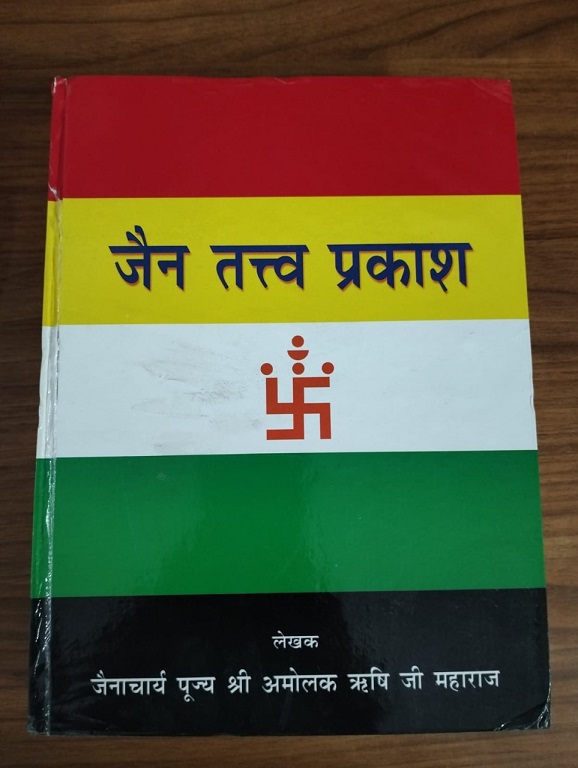 जैन तत्त्व प्रकाश
लेखक
जैनाचार्य पूज्य श्री अमोलक ऋषि जी महाराज